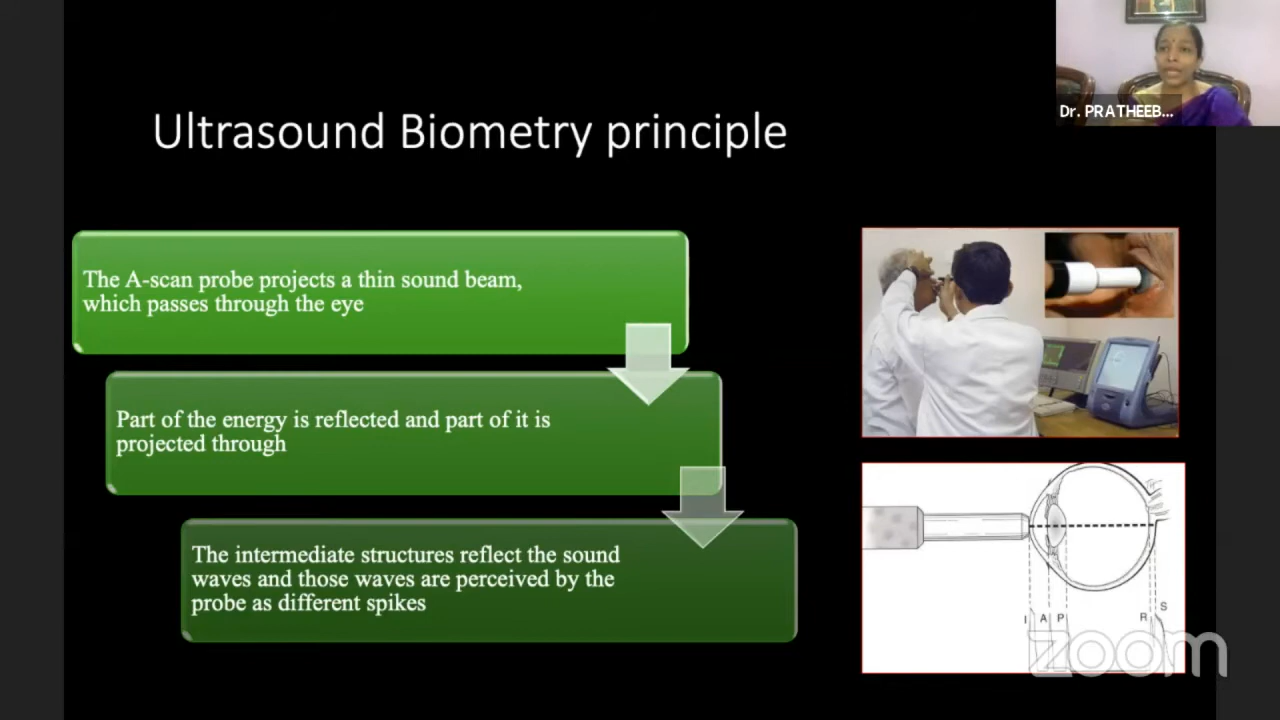 Dr. PRATHEEB...
Ultrasound Biometry principle
The A-scan probe projects a thin sound beam,
which passes through the eye
Part of the energy is reflected and part of it is
projected through
The intermediate structures reflect the sound
waves and those waves are perceived by the
probe as different spikes
I A P R S
zoom